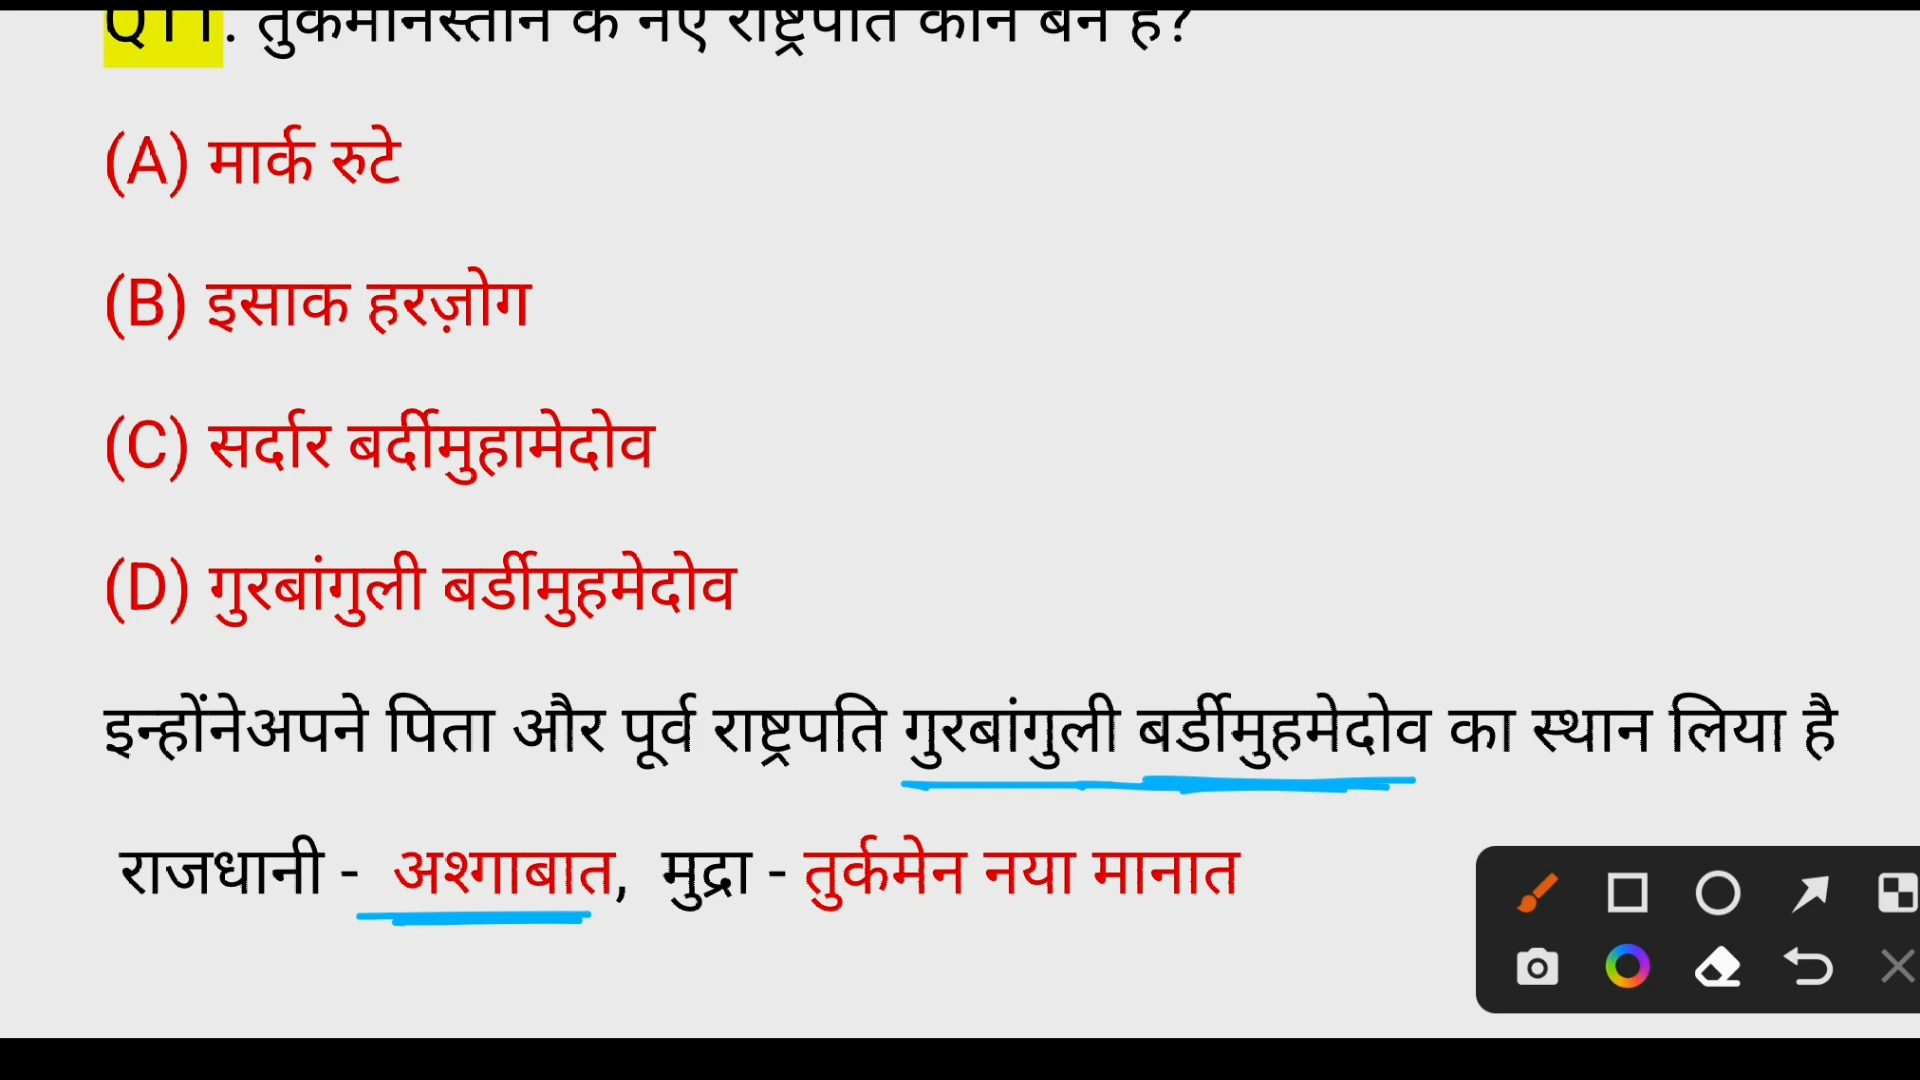 Q11. तुर्कमेनिस्तान के नए राष्ट्रपति कौन बने है?
(A) मार्क रुटे
(B) इसाक हरज़ोग
(C) सर्दार बर्दीमुहामेदोव
(D) गुरबांगुली बर्डीमुहमेदोव
इन्होंनेअपने पिता और पूर्व राष्ट्रपति गुरबांगुली बर्डीमुहमेदोव का स्थान लिया है
राजधानी - अश्गाबात, मुद्रा - तुर्कमेन नया मानात